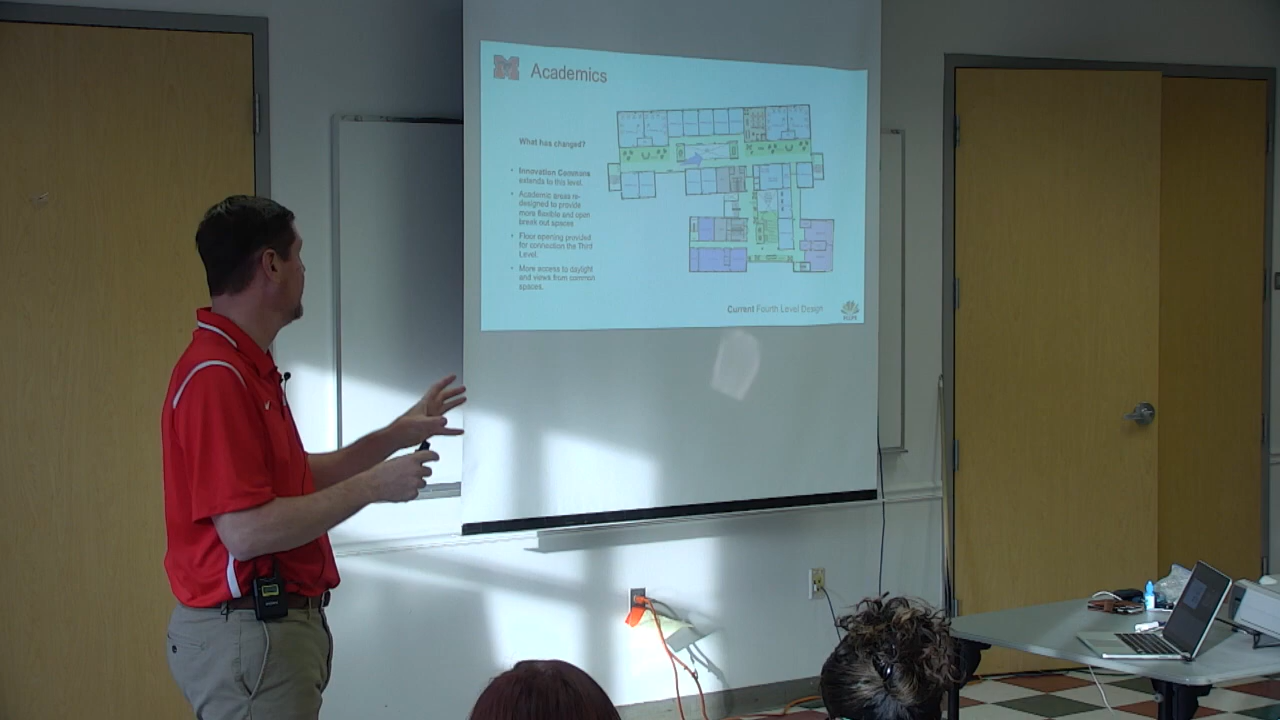 M Academics
What has changed?
• Innovation Commons
extends to this level.
• Academic areas re-
designed to provide
more flexible and open
break out spaces
• Floor opening provided
for connection the Third
Level.
• More access to daylight
and views from common
spaces.
Current Fourth Level Design